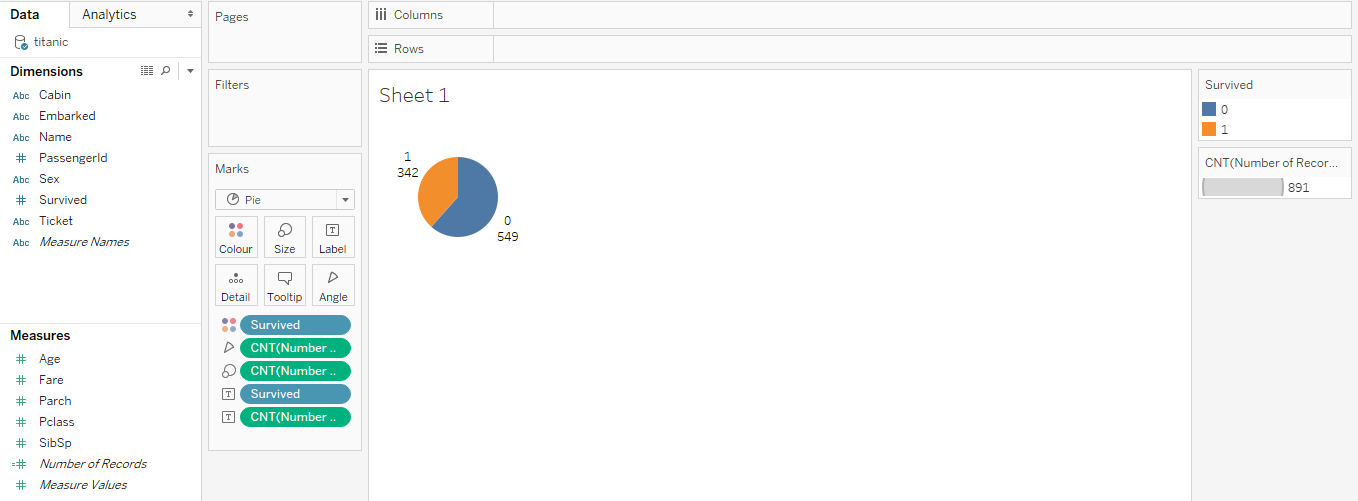 Data
Analytics
titanic
Dimensions
Abc Cabin
Abc Embarked
Abc Name
# PassengerId
Abc Sex
# Survived
Abc Ticket
Abc Measure Names
Measures
# Age
# Fare
# Parch
# Pclass
# SibSp
=# Number of Records
# Measure Values
Pages
Filters
Marks
Pie
Colour
Size
T
Label
Detail
Tooltip
Angle
Survived
CNT(Number ..
CNT(Number ..
T Survived
T CNT(Number ..
Columns
Rows
Sheet 1
1
342
0
549
Survived
0
1
CNT(Number of Recor...
891